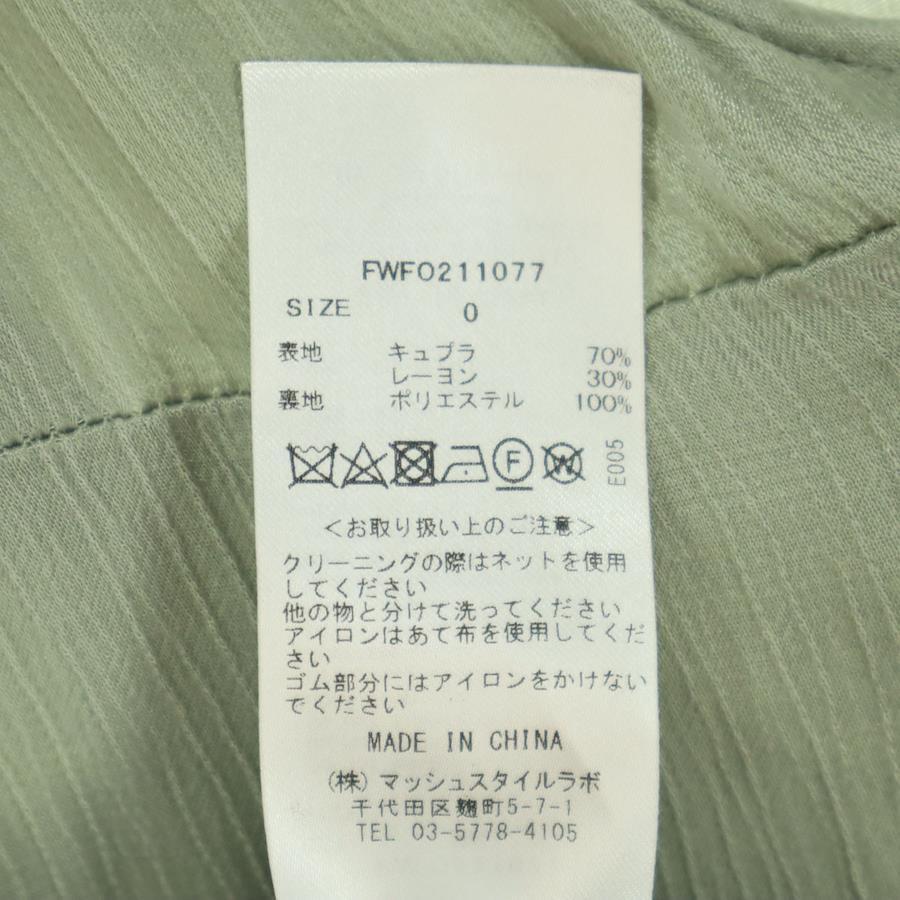 FWFO211077
SIZE 0
表地 キュプラ 70%
レーヨン 30%
裏地 ポリエステル 100%
F W E005
<お取り扱い上のご注意>
クリーニングの際はネットを使用
してください
他の物と分けて洗ってください
アイロンはあて布を使用してくだ
さい
ゴム部分にはアイロンをかけない
でください
MADE IN CHINA
(株)マッシュスタイルラボ
千代田区麹町5-7-1
TEL 03-5778-4105